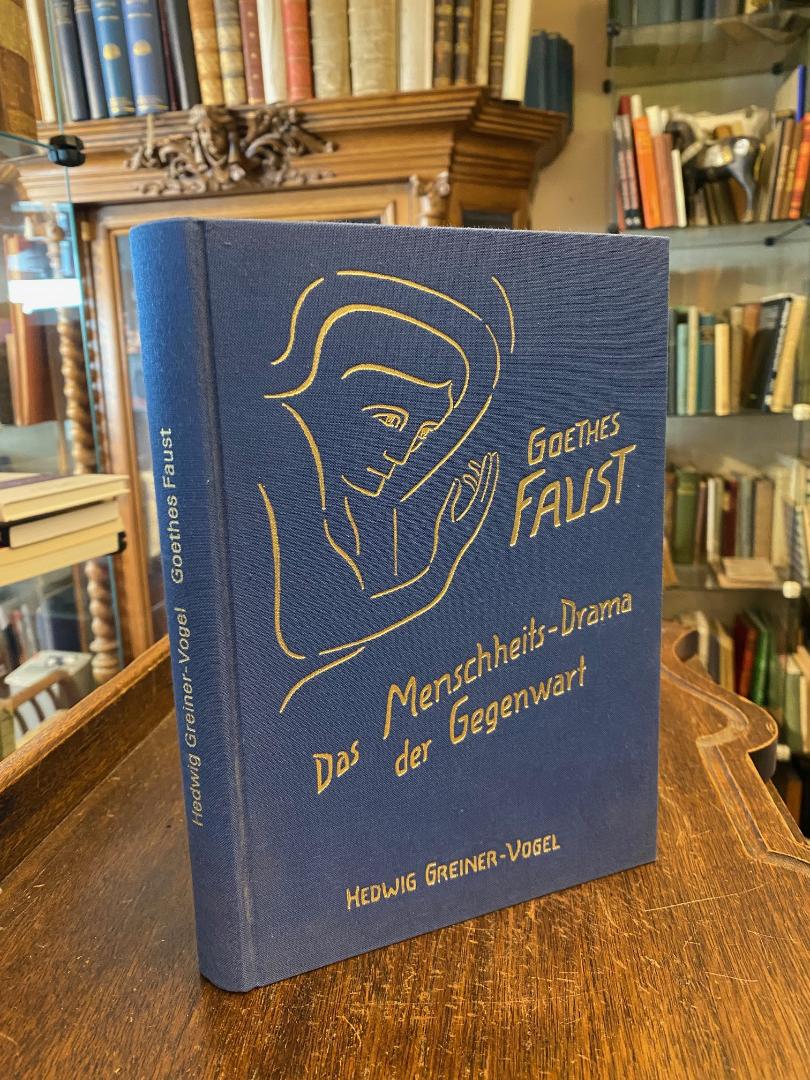 GOETHES
FAUST
Das Menschheits-Drama
der Gegenwart
HEDWIG GREINER-VOGEL
Hedwig Greiner-Vogel Goethes Faust